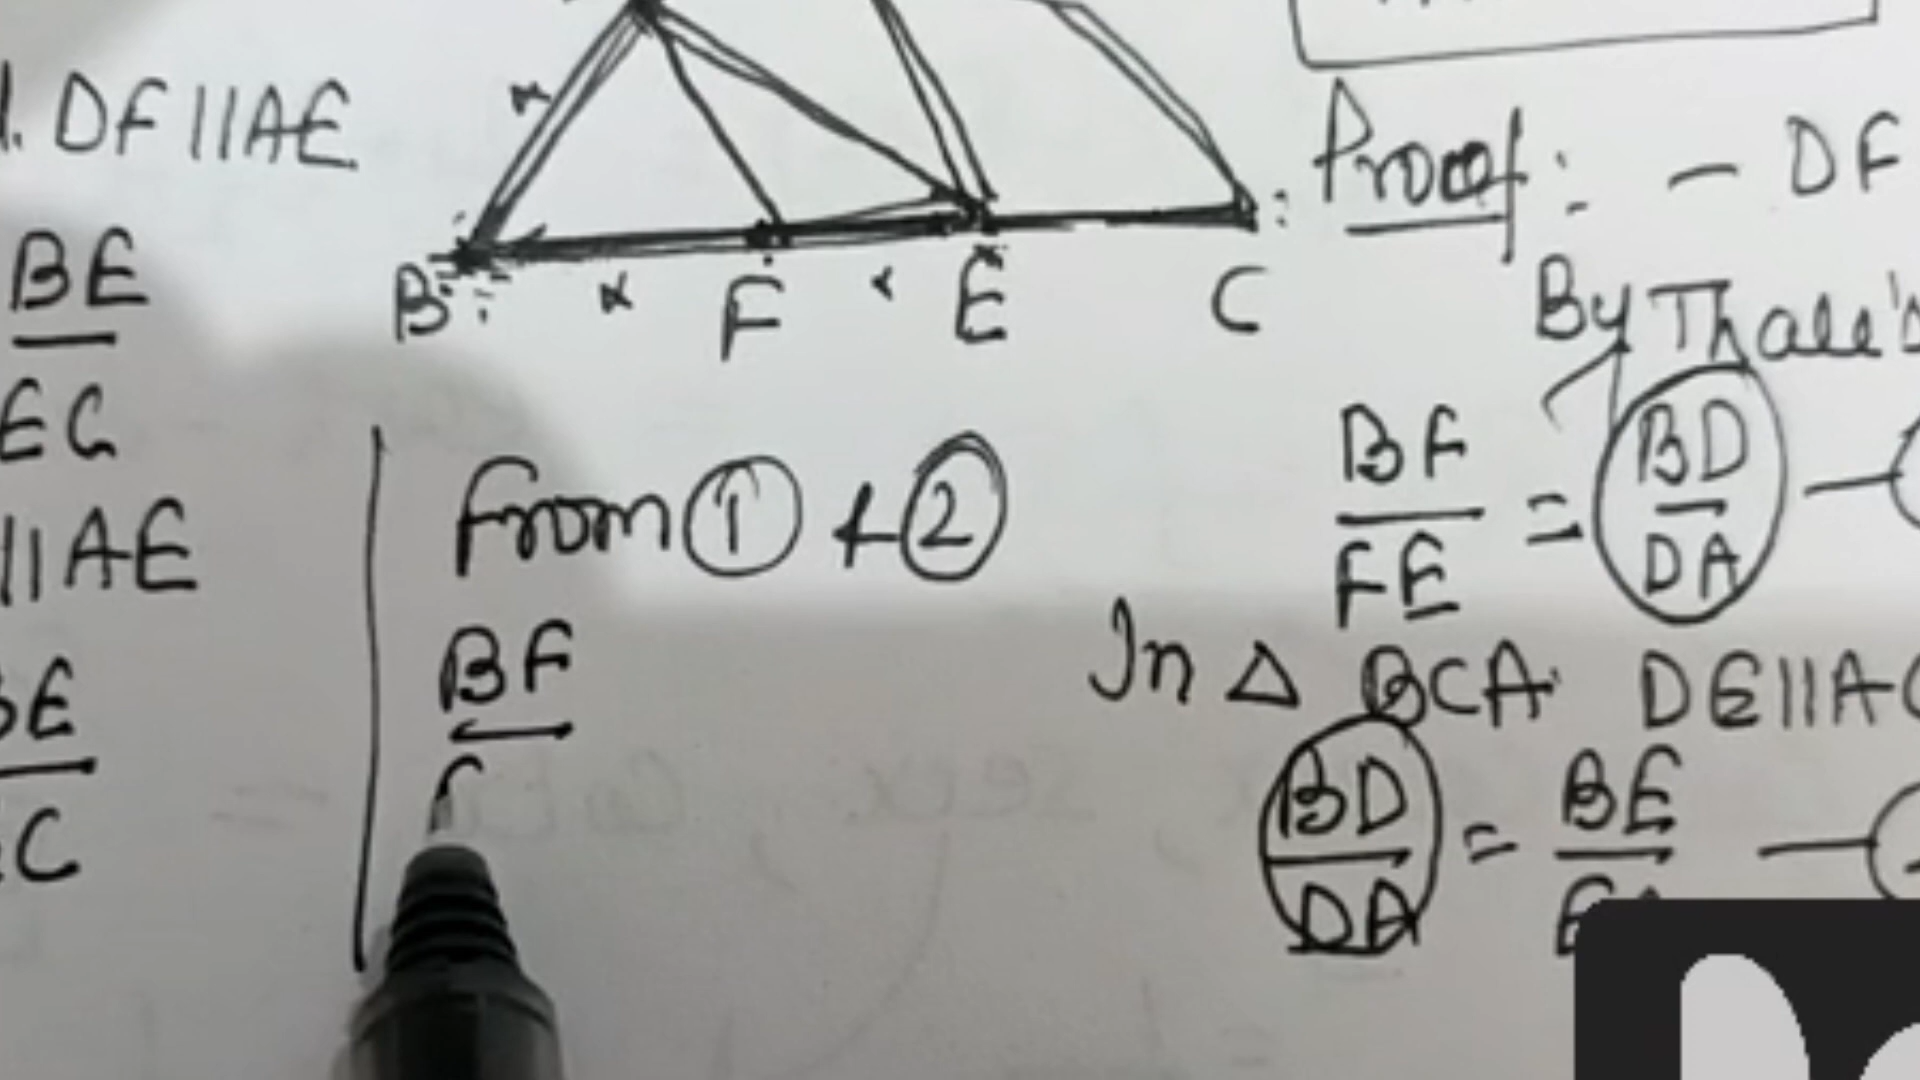 DF || AE
BE
EC
|| AE
BE
C
B F E C
from ① + ②
BF
Proof: - DF
By Thale's
BF
FE
=
BD
DA
In △ BCA DE||AC
BD
DA
=
BE